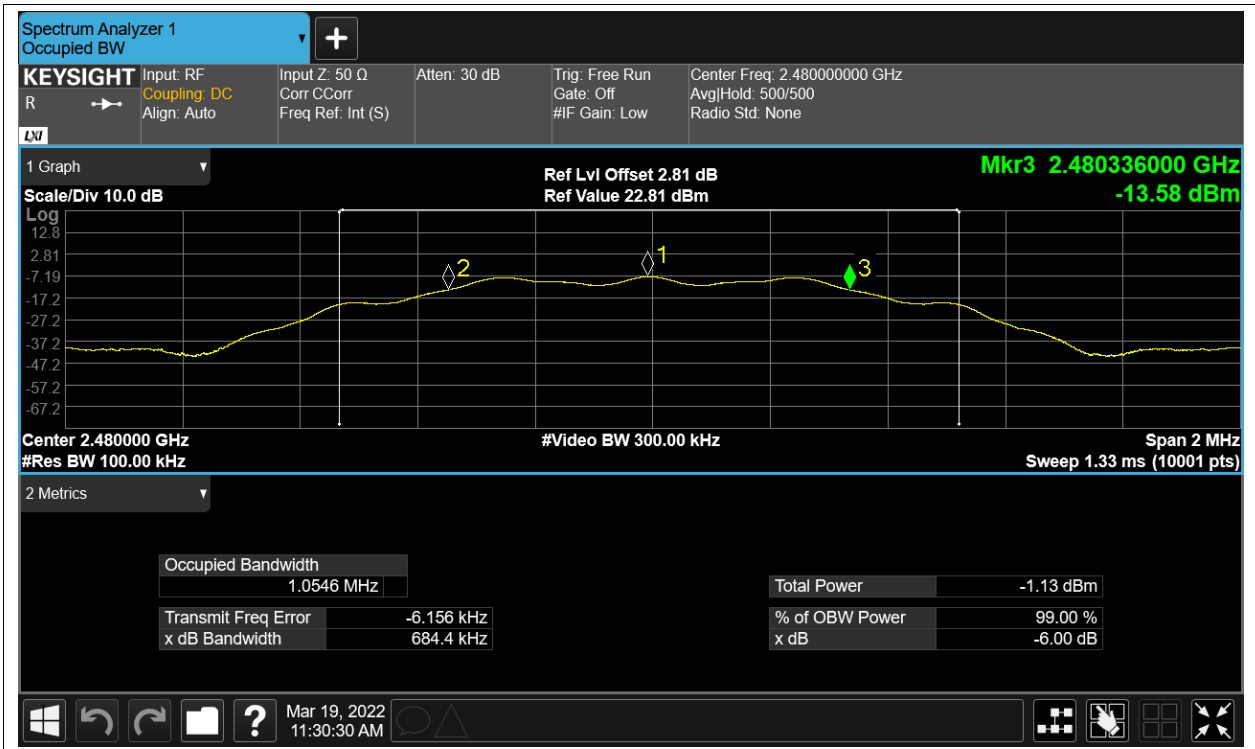 Spectrum Analyzer 1
Occupied BW
▼
+
KEYSIGHT
R
LXI
Input: RF
Coupling: DC
Align: Auto
Input Z: 50 Ω
Corr CCorr
Freq Ref: Int (S)
Atten: 30 dB
Trig: Free Run
Gate: Off
#IF Gain: Low
Center Freq: 2.480000000 GHz
Avg|Hold: 500/500
Radio Std: None
1 Graph ▼
Scale/Div 10.0 dB
Ref Lvl Offset 2.81 dB
Ref Value 22.81 dBm
Mkr3 2.480336000 GHz
-13.58 dBm
Log
12.8
2.81
-7.19
-17.2
-27.2
-37.2
-47.2
-57.2
-67.2
2
1
3
Center 2.480000 GHz
#Res BW 100.00 kHz
#Video BW 300.00 kHz
Span 2 MHz
Sweep 1.33 ms (10001 pts)
2 Metrics ▼
Occupied Bandwidth
1.0546 MHz
Transmit Freq Error -6.156 kHz
x dB Bandwidth 684.4 kHz
Total Power -1.13 dBm
% of OBW Power 99.00 %
x dB -6.00 dB
?
Mar 19, 2022
11:30:30 AM